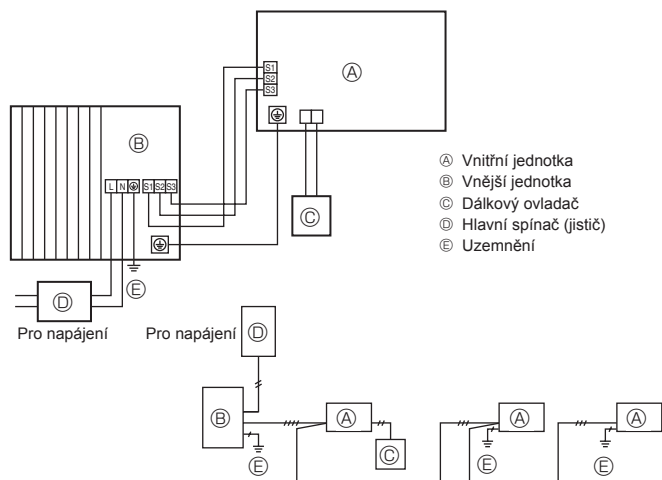 S1
S2
S3
Ⓐ
Ⓑ
L N S1 S2 S3
Ⓒ
Ⓔ
Ⓓ
Pro napájení
Ⓐ Vnitřní jednotka
Ⓑ Vnější jednotka
Ⓒ Dálkový ovladač
Ⓓ Hlavní spínač (jistič)
Ⓔ Uzemnění
Pro napájení Ⓓ
Ⓑ
Ⓐ
Ⓐ
Ⓐ
Ⓔ
Ⓒ
Ⓔ
Ⓔ